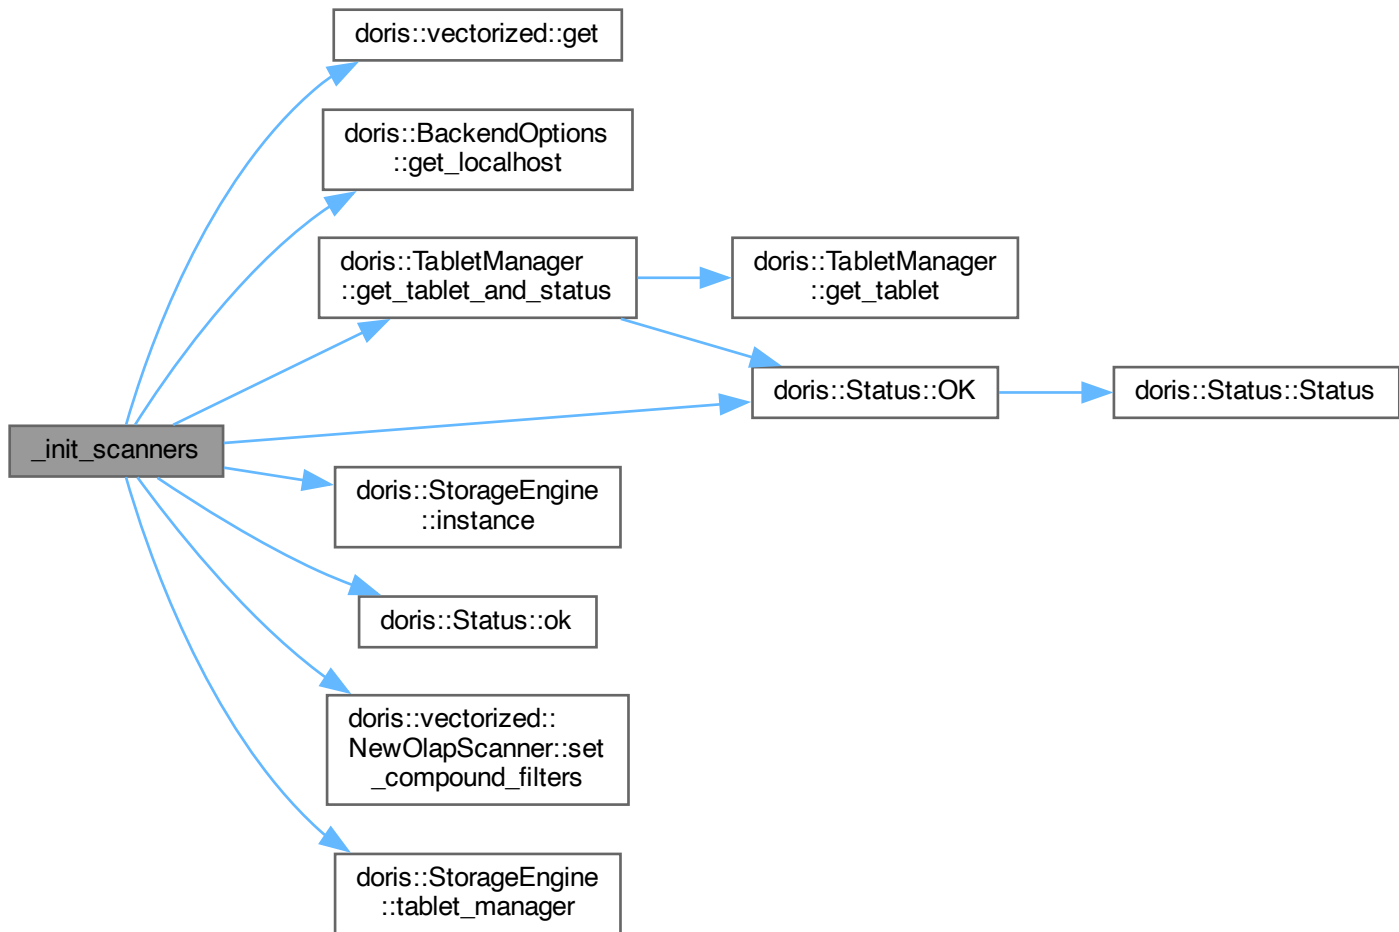 doris::vectorized::get
doris::BackendOptions
::get_localhost
doris::TabletManager
::get_tablet_and_status
doris::TabletManager
::get_tablet
doris::Status::OK
doris::Status::Status
_init_scanners
doris::StorageEngine
::instance
doris::Status::ok
doris::vectorized::
NewOlapScanner::set
_compound_filters
doris::StorageEngine
::tablet_manager